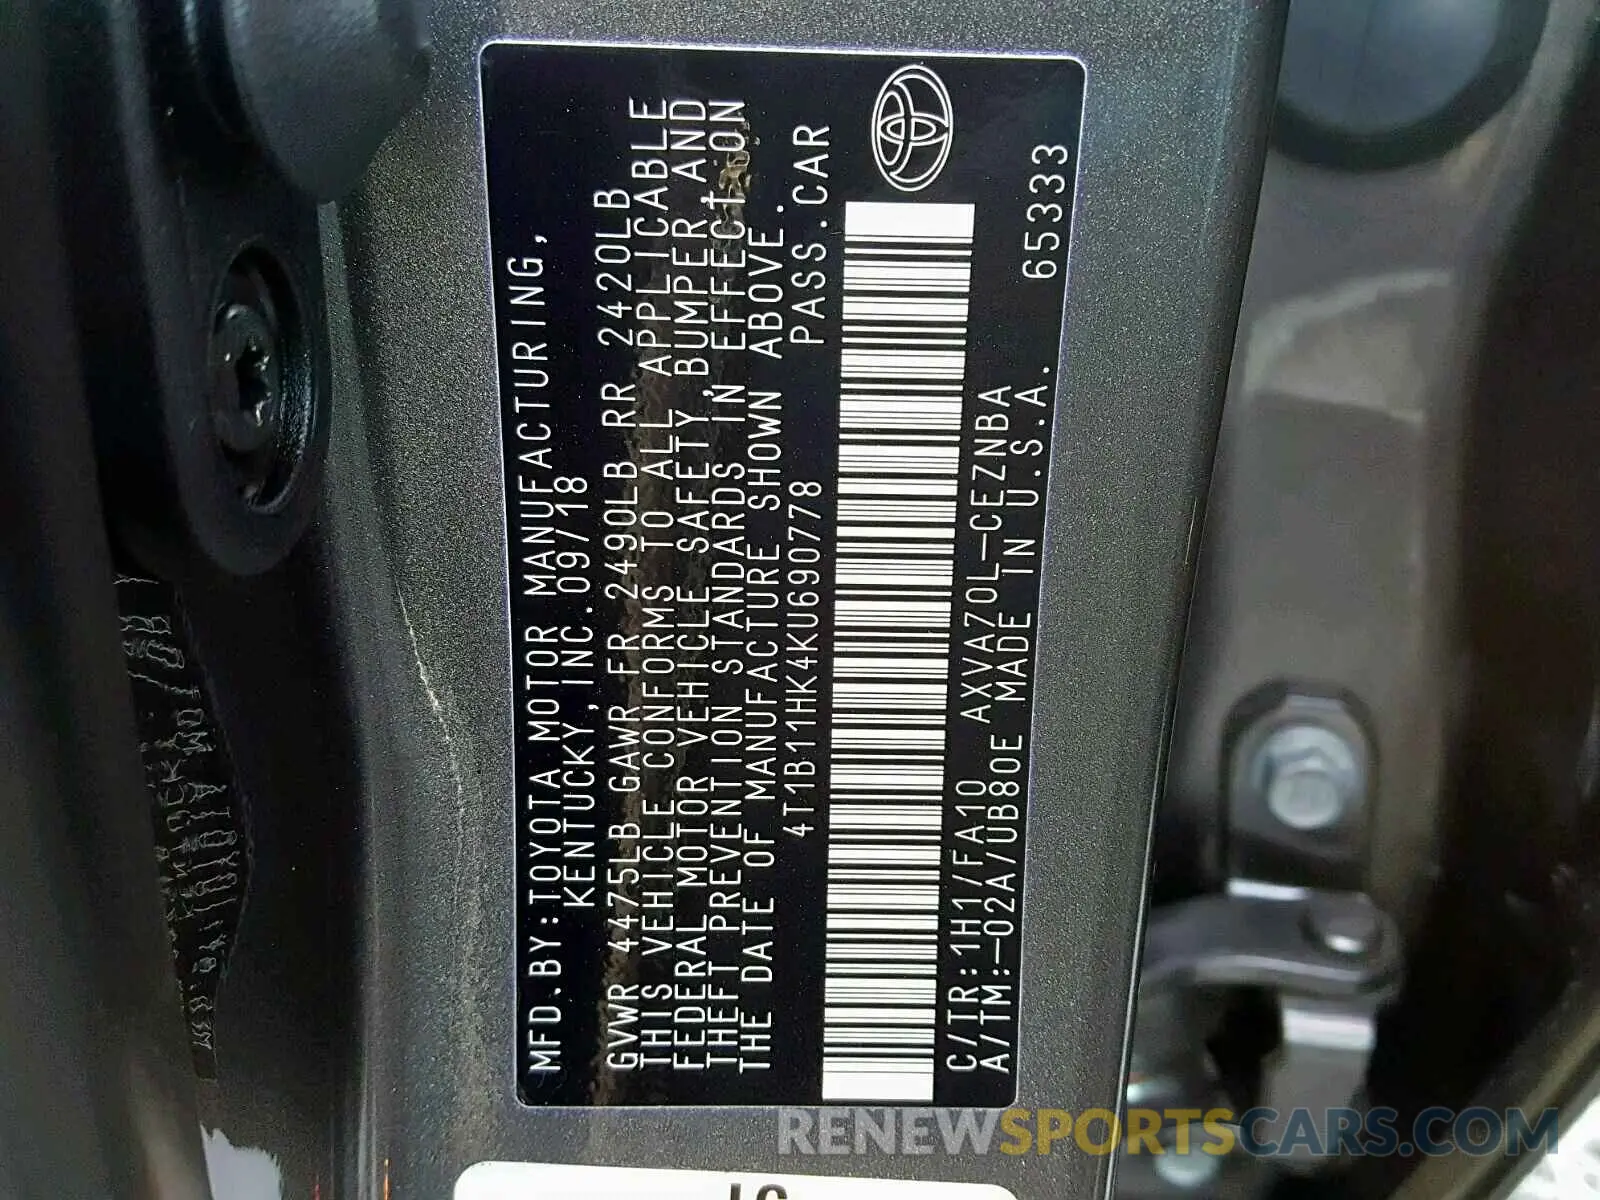 MFD.BY:TOYOTA MOTOR MANUFACTURING,
KENTUCKY,INC.09/18
GVWR 4475LB GAWR FR 2490LB RR 2420LB
THIS VEHICLE CONFORMS TO ALL APPLICABLE
FEDERAL MOTOR VEHICLE SAFETY,BUMPER,AND
THEFT PREVENTION STANDARDS IN EFFECT ON
THE DATE OF MANUFACTURE SHOWN ABOVE.
4T1B11HK4KU690778 PASS.CAR
C/TR:1H1/FA10 AXVA70L-CEZNBA
A/TM:-02A/UB80E MADE IN U.S.A. 65333
RENEWSPORTSCARS.COM